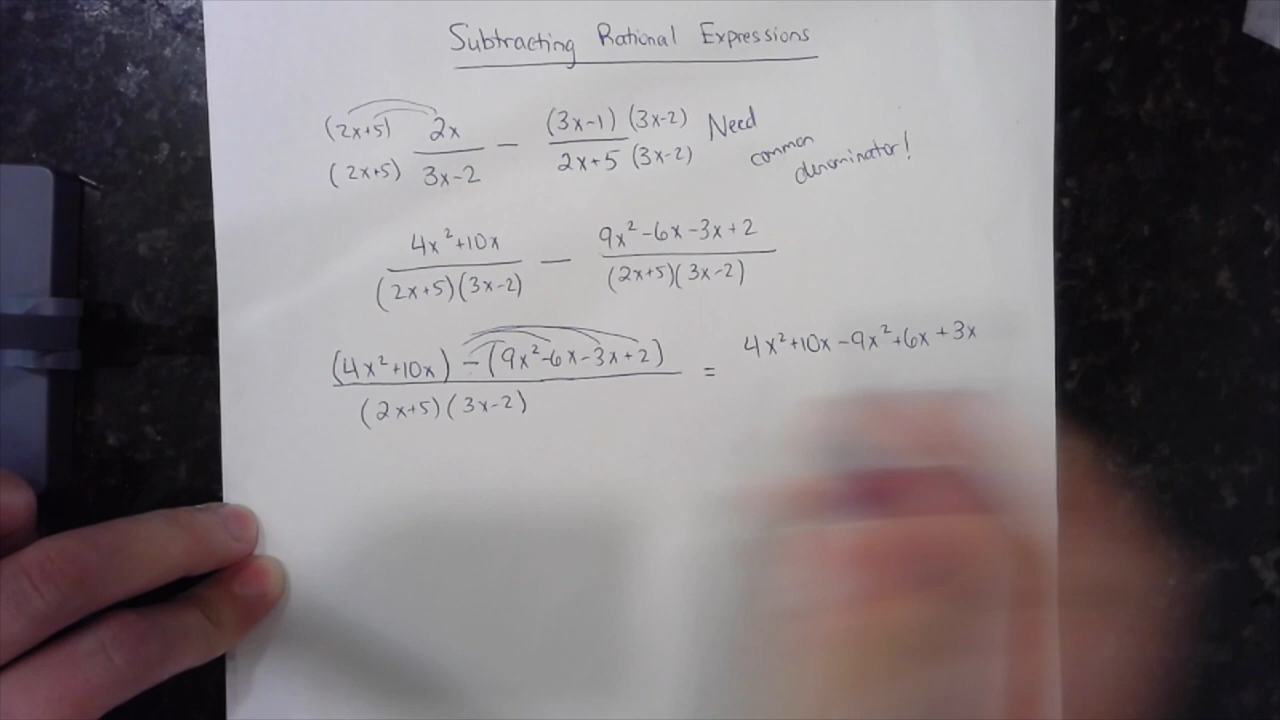 Subtracting Rational Expressions
(2x+5) 2x − (3x−1) (3x−2) Need
(2x+5) 3x−2 2x+5 (3x−2) common
denominator!
4x²+10x − 9x²−6x−3x+2
(2x+5)(3x−2) (2x+5)(3x−2)
(4x²+10x) − (9x²−6x−3x+2) = 4x²+10x−9x²+6x+3x
(2x+5)(3x−2)